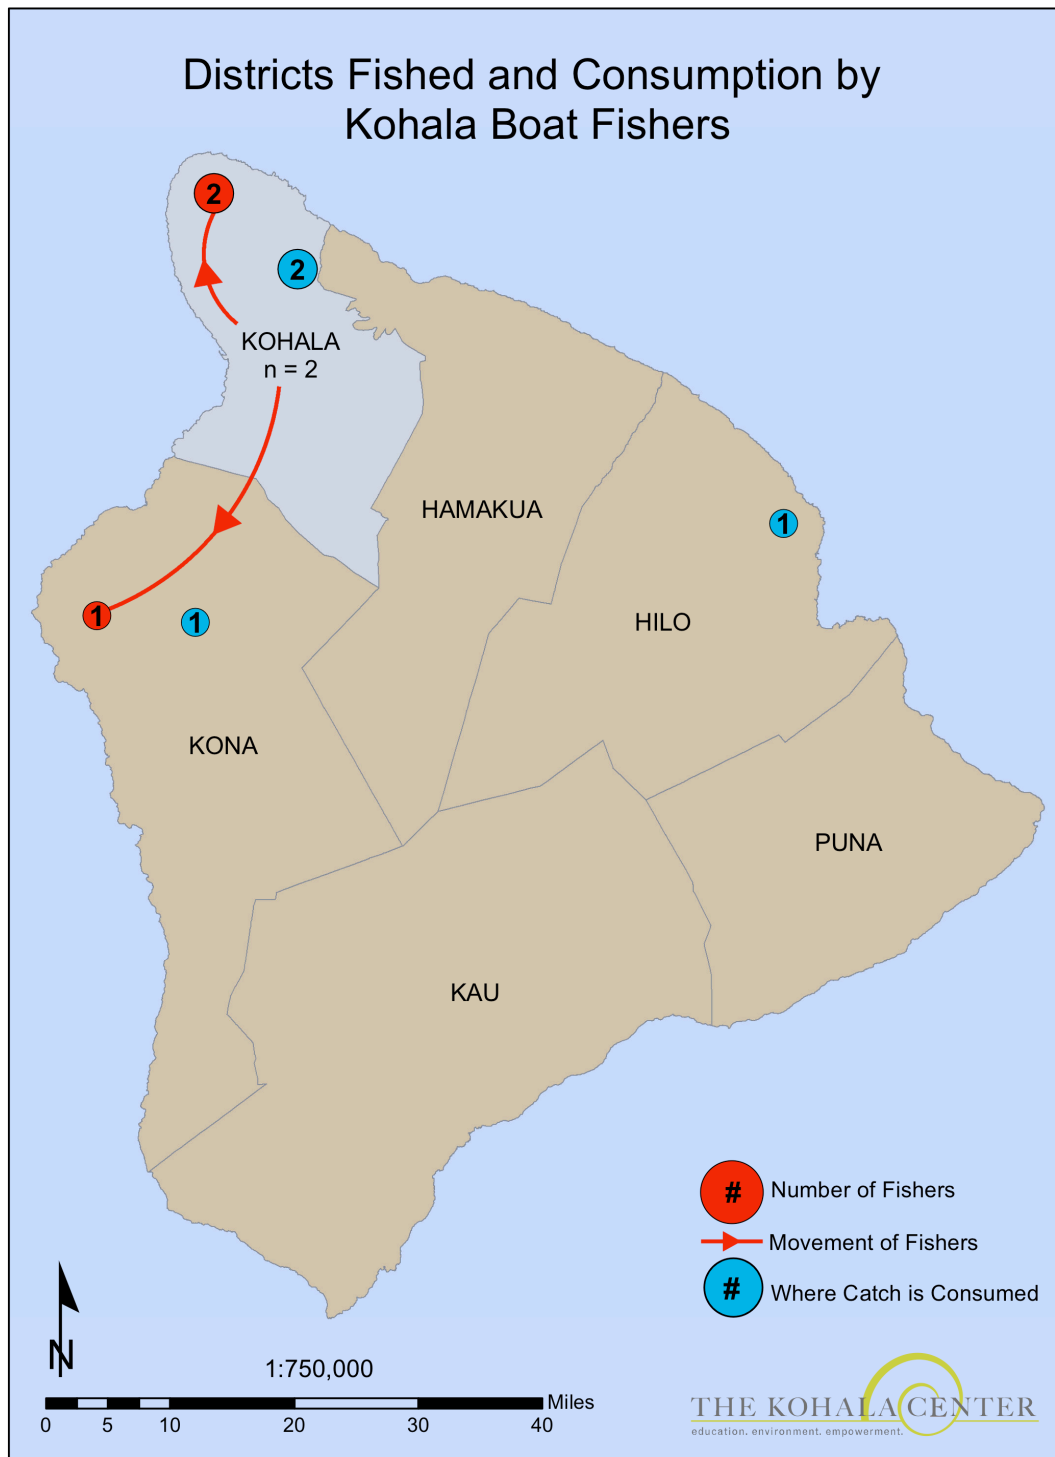 Districts Fished and Consumption by
Kohala Boat Fishers
2
2
KOHALA
n = 2
HAMAKUA
1
1
1
HILO
KONA
PUNA
KAU
# Number of Fishers
Movement of Fishers
# Where Catch is Consumed
N
1:750,000
Miles
0 5 10 20 30 40
THE KOHALA CENTER
education. environment. empowerment.